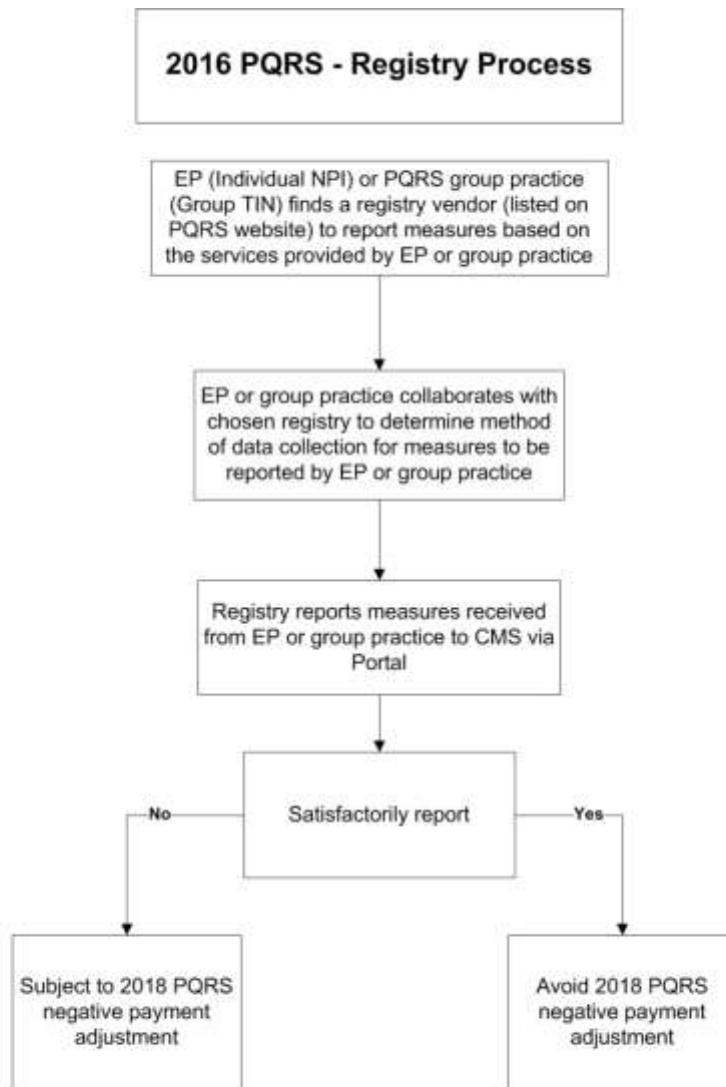 2016 PQRS - Registry Process
EP (Individual NPI) or PQRS group practice
(Group TIN) finds a registry vendor (listed on
PQRS website) to report measures based on
the services provided by EP or group practice
EP or group practice collaborates with
chosen registry to determine method
of data collection for measures to be
reported by EP or group practice
Registry reports measures received
from EP or group practice to CMS via
Portal
Satisfactorily report
No
Yes
Subject to 2018 PQRS
negative payment
adjustment
Avoid 2018 PQRS
negative payment
adjustment